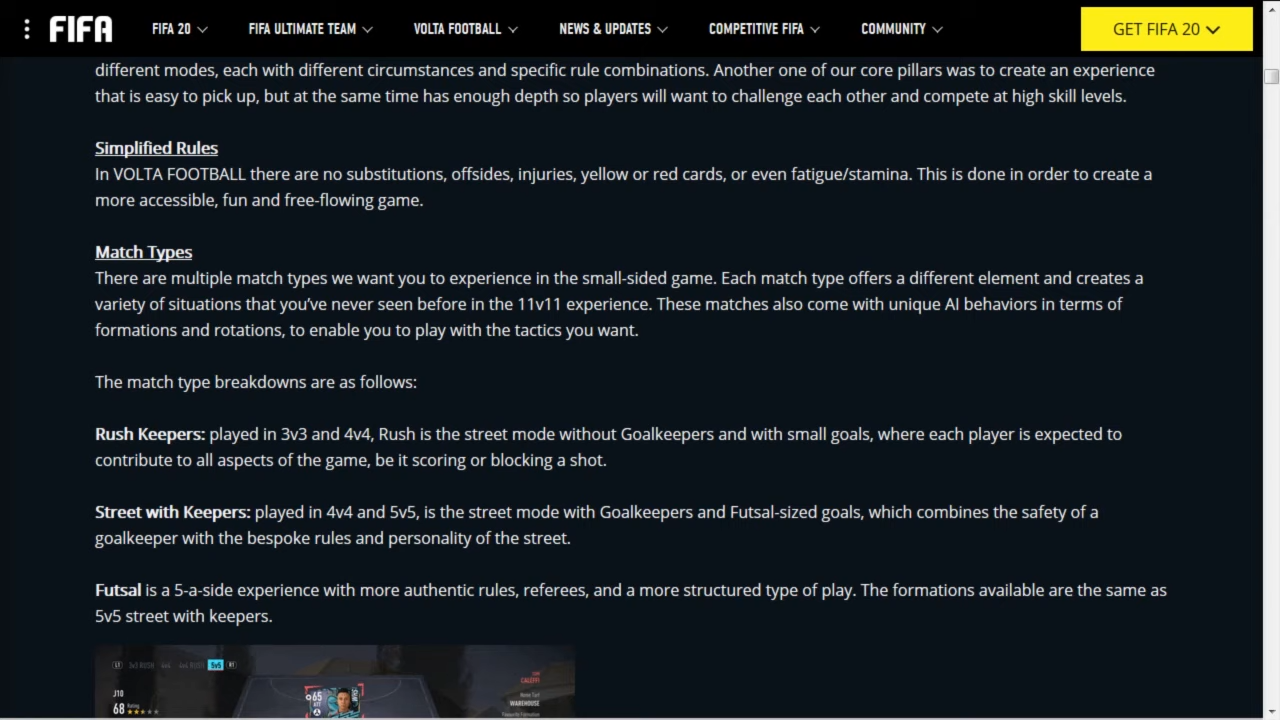 FIFA FIFA 20 FIFA ULTIMATE TEAM VOLTA FOOTBALL NEWS & UPDATES COMPETITIVE FIFA COMMUNITY GET FIFA 20
different modes, each with different circumstances and specific rule combinations. Another one of our core pillars was to create an experience
that is easy to pick up, but at the same time has enough depth so players will want to challenge each other and compete at high skill levels.
Simplified Rules
In VOLTA FOOTBALL there are no substitutions, offsides, injuries, yellow or red cards, or even fatigue/stamina. This is done in order to create a
more accessible, fun and free-flowing game.
Match Types
There are multiple match types we want you to experience in the small-sided game. Each match type offers a different element and creates a
variety of situations that you've never seen before in the 11v11 experience. These matches also come with unique AI behaviors in terms of
formations and rotations, to enable you to play with the tactics you want.
The match type breakdowns are as follows:
Rush Keepers: played in 3v3 and 4v4, Rush is the street mode without Goalkeepers and with small goals, where each player is expected to
contribute to all aspects of the game, be it scoring or blocking a shot.
Street with Keepers: played in 4v4 and 5v5, is the street mode with Goalkeepers and Futsal-sized goals, which combines the safety of a
goalkeeper with the bespoke rules and personality of the street.
Futsal is a 5-a-side experience with more authentic rules, referees, and a more structured type of play. The formations available are the same as
5v5 street with keepers.
3v3 RUSH 4v4 4v4 RUSH 5v5
J10
68 Rating
65
CALEFFI
Home Turf
WAREHOUSE
Favourite Formation